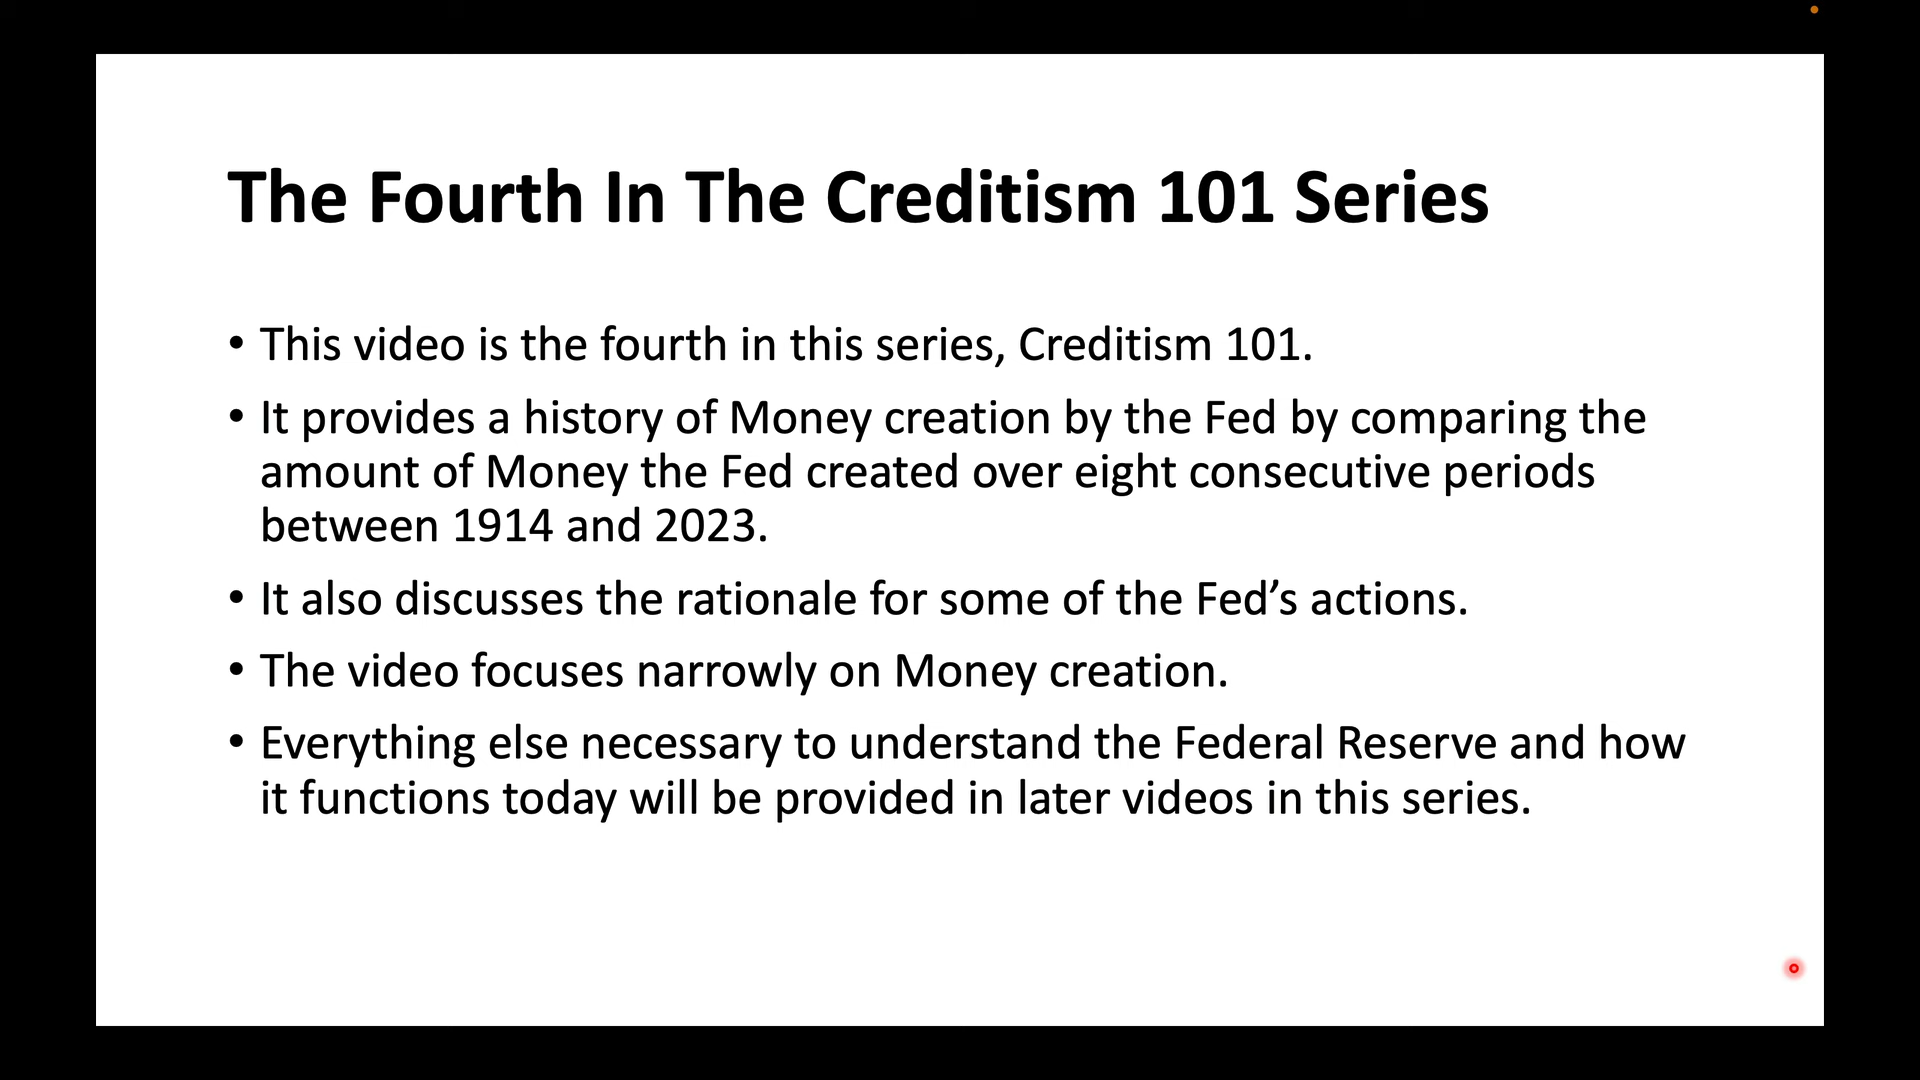 The Fourth In The Creditism 101 Series
• This video is the fourth in this series, Creditism 101.
• It provides a history of Money creation by the Fed by comparing the
amount of Money the Fed created over eight consecutive periods
between 1914 and 2023.
• It also discusses the rationale for some of the Fed’s actions.
• The video focuses narrowly on Money creation.
• Everything else necessary to understand the Federal Reserve and how
it functions today will be provided in later videos in this series.